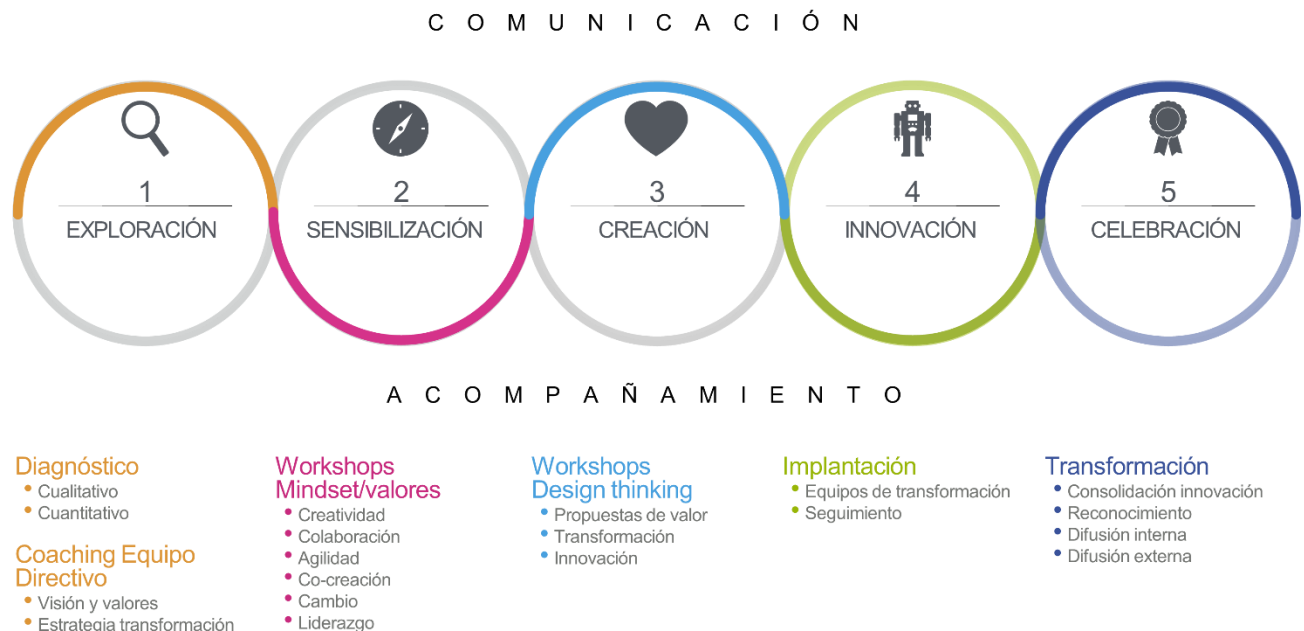 COMUNICACIÓN
1
EXPLORACIÓN
2
SENSIBILIZACIÓN
3
CREACIÓN
4
INNOVACIÓN
5
CELEBRACIÓN
ACOMPAÑAMIENTO
Diagnóstico
• Cualitativo
• Cuantitativo
Coaching Equipo
Directivo
• Visión y valores
• Estrategia transformación
Workshops
Mindset/valores
• Creatividad
• Colaboración
• Agilidad
• Co-creación
• Cambio
• Liderazgo
Workshops
Design thinking
• Propuestas de valor
• Transformación
• Innovación
Implantación
• Equipos de transformación
• Seguimiento
Transformación
• Consolidación innovación
• Reconocimiento
• Difusión interna
• Difusión externa